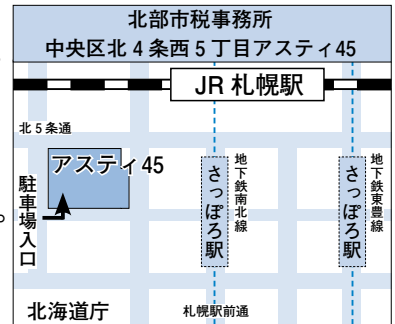 北部市税事務所
中央区北4条西5丁目アスティ45
JR 札幌駅
北5条通
アスティ45
駐車場入口
さっぽろ駅
地下鉄南北線
さっぽろ駅
地下鉄東豊線
北海道庁
札幌駅前通